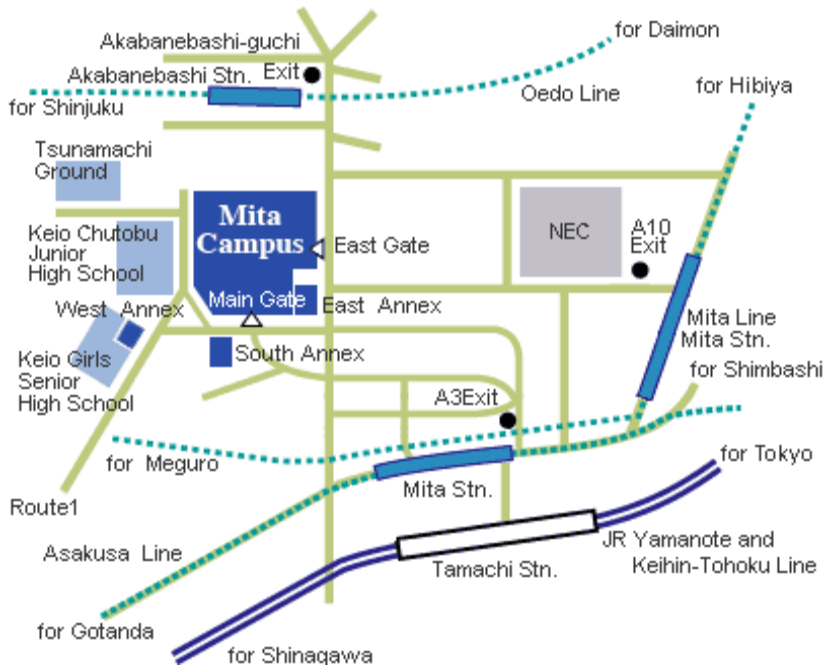 for Daimon
Akabanebashi-guchi
Akabanebashi Stn.
Exit
for Hibiya
Oedo Line
for Shinjuku
Tsunamachi
Ground
Mita
Campus
Keio Chutobu
Junior
High School
East Gate
NEC
A10
Exit
Main Gate
East Annex
West Annex
Mita Line
Mita Stn.
South Annex
Keio Girls
Senior
High School
for Shimbashi
A3Exit
for Meguro
for Tokyo
Mita Stn.
Route1
Asakusa Line
JR Yamanote and
Keihin-Tohoku Line
Tamachi Stn.
for Gotanda
for Shinagawa